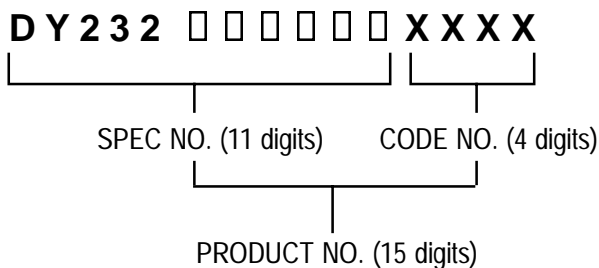 DY232 □□□□□□ XXXX
SPEC NO. (11 digits) CODE NO. (4 digits)
PRODUCT NO. (15 digits)